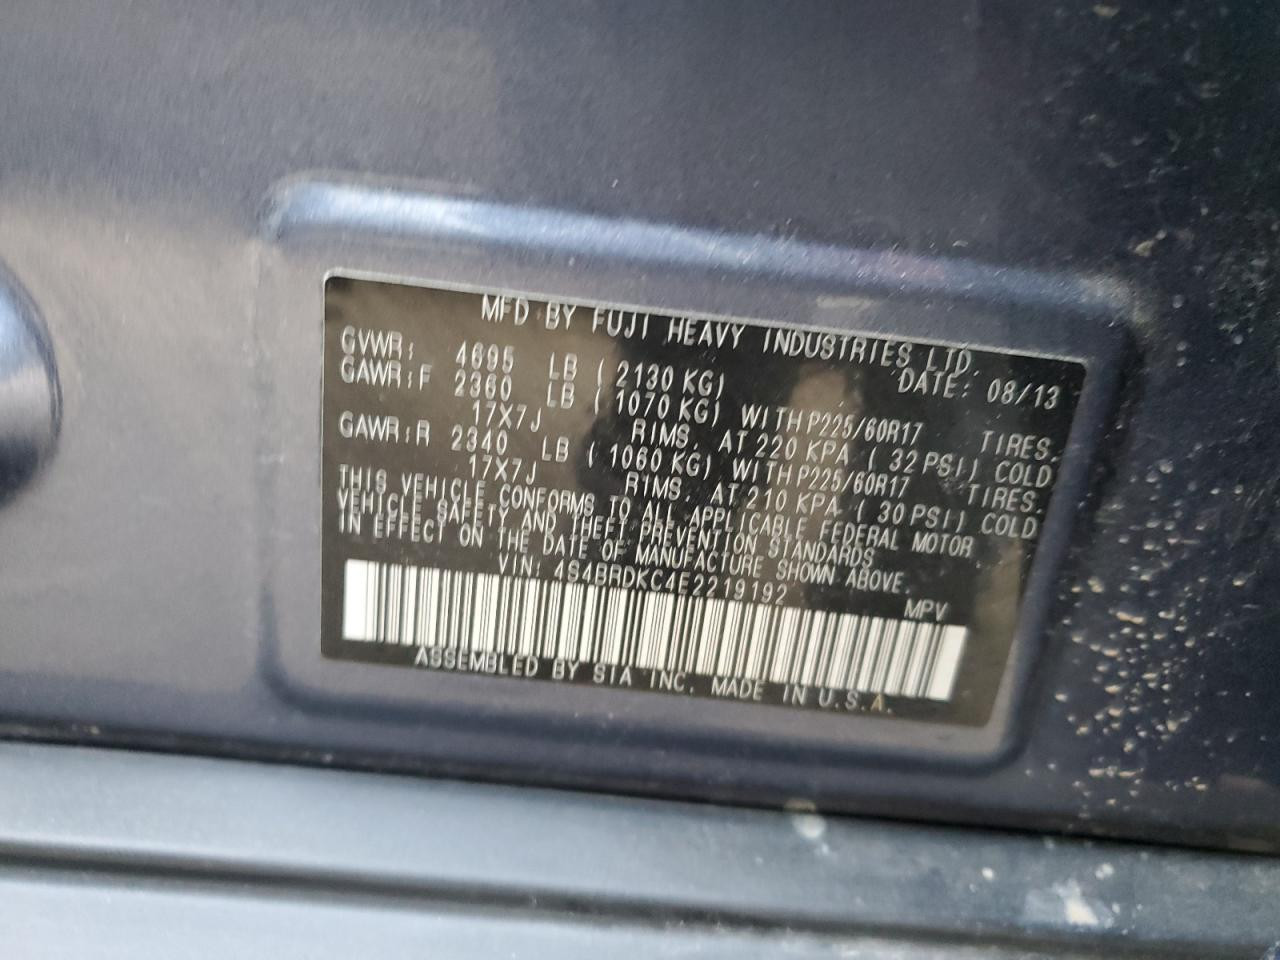 MFD BY FUJI HEAVY INDUSTRIES LTD.
DATE: 08/13
GVWR: 4695 LB ( 2130 KG)
GAWR:F 2360 LB ( 1070 KG) WITH P225/60R17 TIRES.
17X7J RIMS, AT 220 KPA ( 32 PSI) COLD
GAWR:R 2340 LB ( 1060 KG) WITH P225/60R17 TIRES.
17X7J RIMS, AT 210 KPA ( 30 PSI) COLD
THIS VEHICLE CONFORMS TO ALL APPLICABLE FEDERAL MOTOR
VEHICLE SAFETY AND THEFT PREVENTION STANDARDS
IN EFFECT ON THE DATE OF MANUFACTURE SHOWN ABOVE.
VIN: 4S4BRDKC4E2219192 MPV
ASSEMBLED BY SIA INC. MADE IN U.S.A.